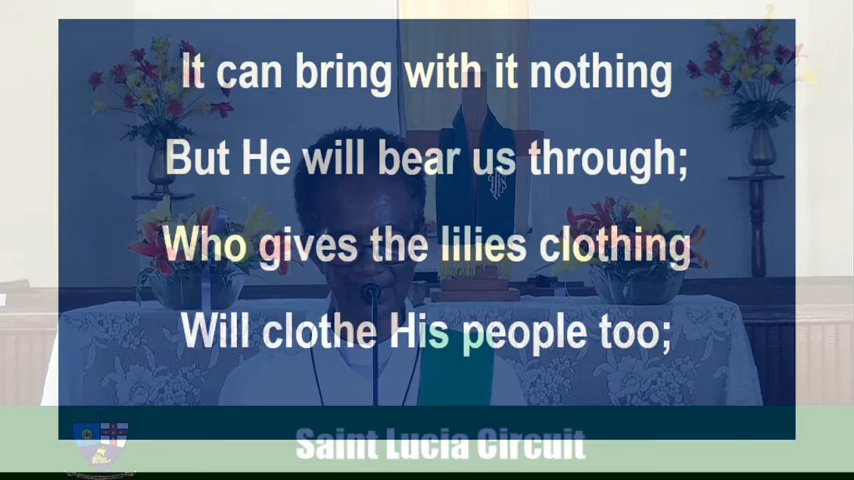 It can bring with it nothing
But He will bear us through;
Who gives the lilies clothing
Will clothe His people too;
Saint Lucia Circuit